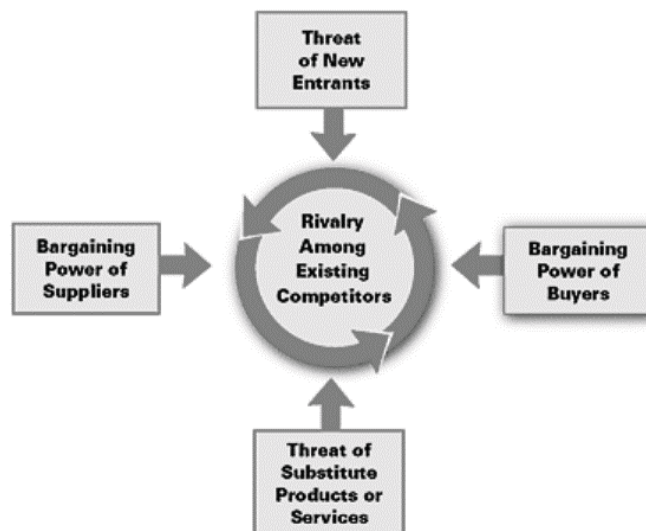 Threat
of New
Entrants
Bargaining
Power of
Suppliers
Rivalry
Among
Existing
Competitors
Bargaining
Power of
Buyers
Threat of
Substitute
Products or
Services